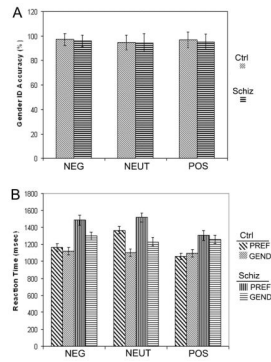 A
Gender ID Accuracy (%)
120
100
80
60
40
20
0
NEG
NEUT
POS
Ctrl
Schiz
B
Reaction Time (msec)
1800
1600
1400
1200
1000
800
600
400
200
0
NEG
NEUT
POS
Ctrl
PREF
GEND
Schiz
PREF
GEND